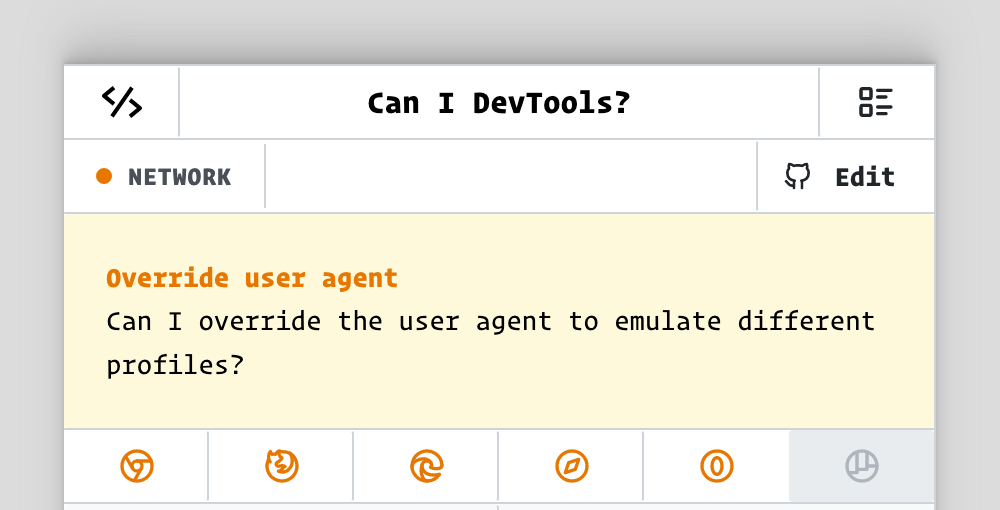 Can I DevTools?
NETWORK
Edit
Override user agent
Can I override the user agent to emulate different
profiles?